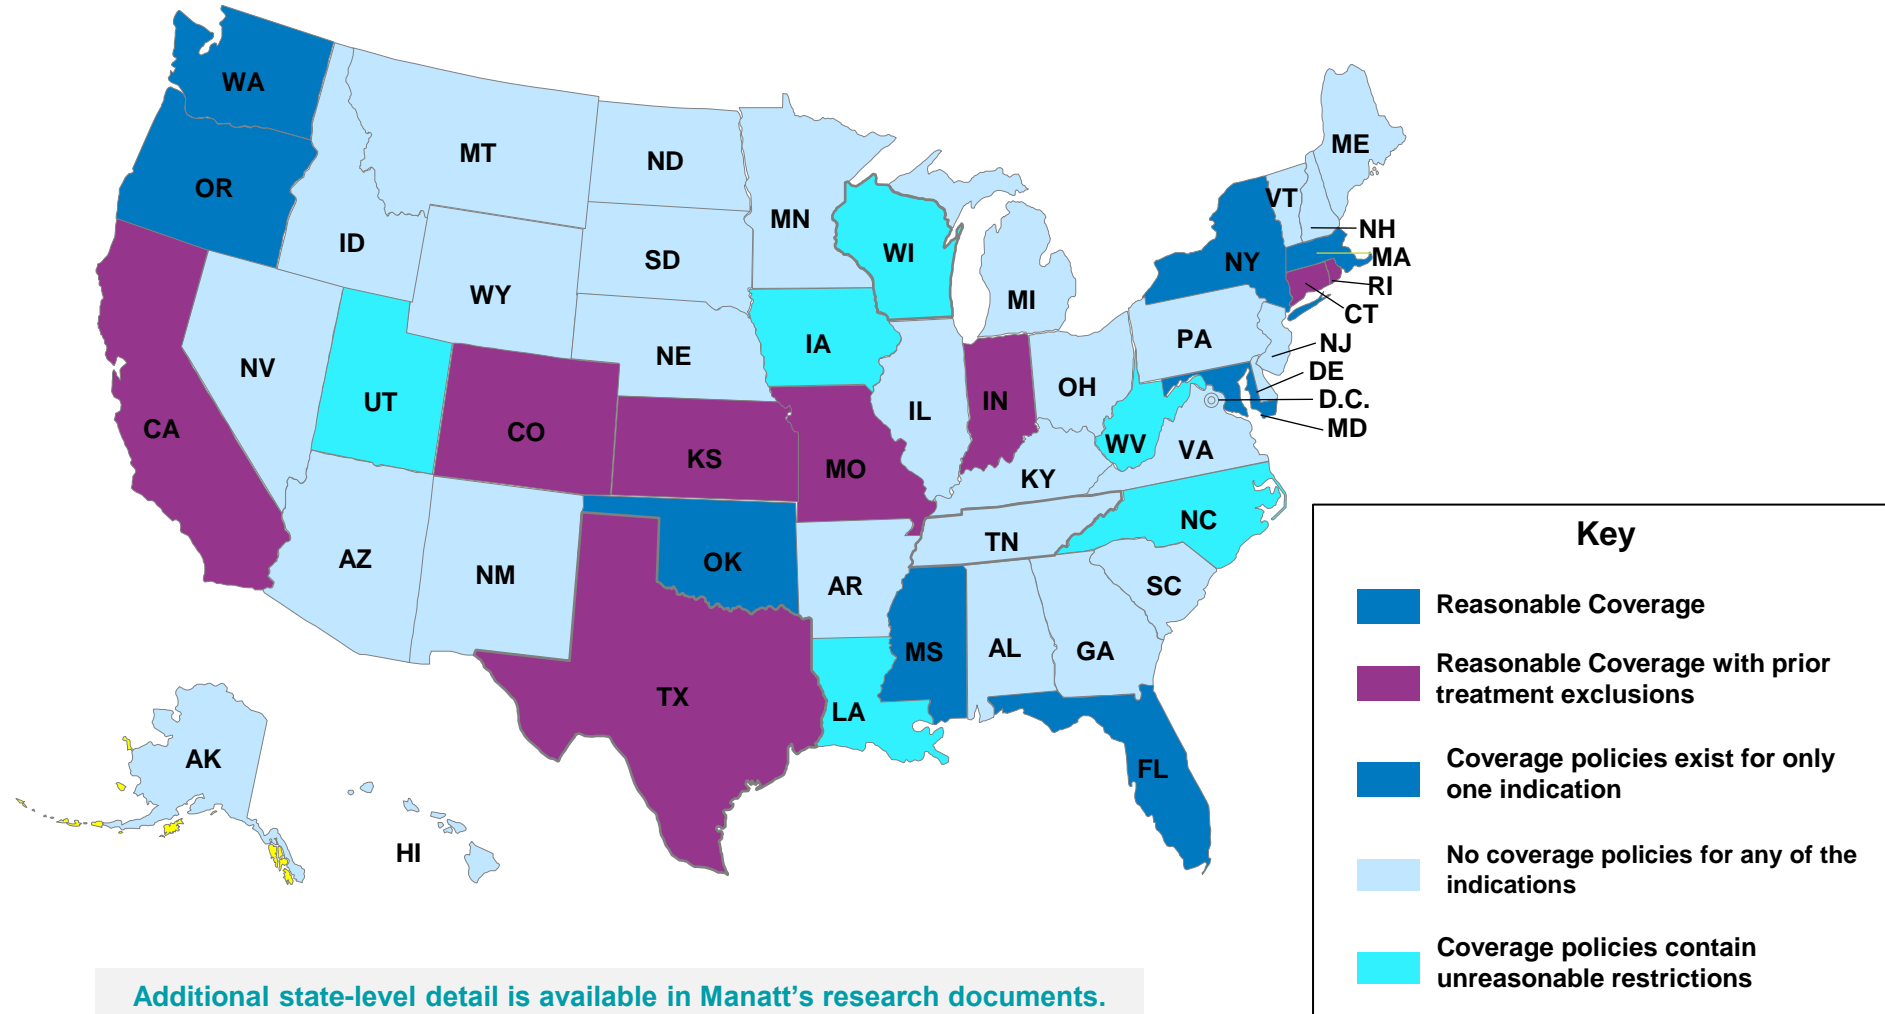 WA
OR
CA
ID
NV
MT
WY
UT
CO
AZ
NM
ND
SD
NE
KS
OK
TX
MN
IA
MO
AR
LA
WI
IL
MS
MI
IN
KY
TN
AL
OH
WV
GA
FL
SC
NC
VA
PA
NY
VT
ME
NH
MA
RI
CT
NJ
DE
D.C.
MD
AK
HI
Key
Reasonable Coverage
Reasonable Coverage with prior
treatment exclusions
Coverage policies exist for only
one indication
No coverage policies for any of the
indications
Coverage policies contain
unreasonable restrictions
Additional state-level detail is available in Manatt's research documents.